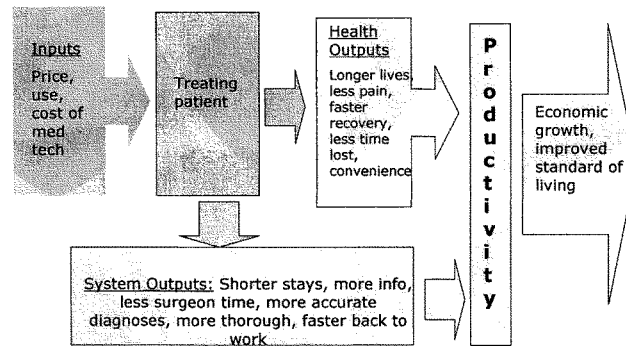 Inputs
Price,
use,
cost of
med
tech
Treating
patient
Health
Outputs
Longer lives,
less pain,
faster
recovery,
less time
lost,
convenience
Productivity
Economic
growth,
improved
standard of
living
System Outputs: Shorter stays, more info,
less surgeon time, more accurate
diagnoses, more thorough, faster back to
work